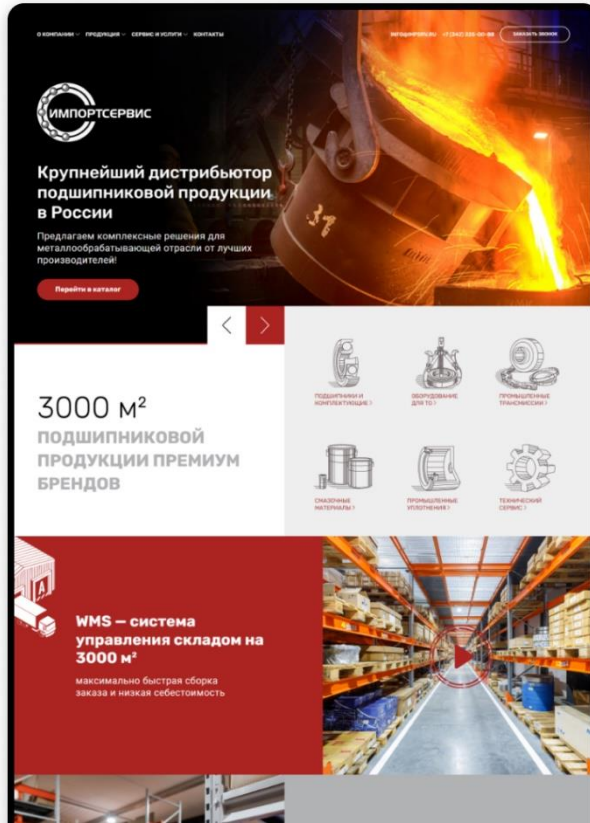 О КОМПАНИИ ПРОДУКЦИЯ СЕРВИС И УСЛУГИ КОНТАКТЫ
ЗАКАЗАТЬ ЗВОНОК
ИМПОРТСЕРВИС
Крупнейший дистрибьютор
подшипниковой продукции
в России
Предлагаем комплексные решения для
металлообрабатывающей отрасли от лучших
производителей!
Перейти в каталог
31
3000 м²
ПОДШИПНИКОВОЙ
ПРОДУКЦИИ ПРЕМИУМ
БРЕНДОВ
ПОДШИПНИКИ И
КОМПЛЕКТУЮЩИЕ
ОБОРУДОВАНИЕ
ДЛЯ ТО
ПРОМЫШЛЕННЫЕ
ТРАНСМИССИИ
СМАЗОЧНЫЕ
МАТЕРИАЛЫ
ПРОМЫШЛЕННЫЕ
УПЛОТНЕНИЯ
ТЕХНИЧЕСКИЙ
СЕРВИС
A
WMS — система
управления складом на
3000 м²
максимально быстрая сборка
заказа и низкая себестоимость